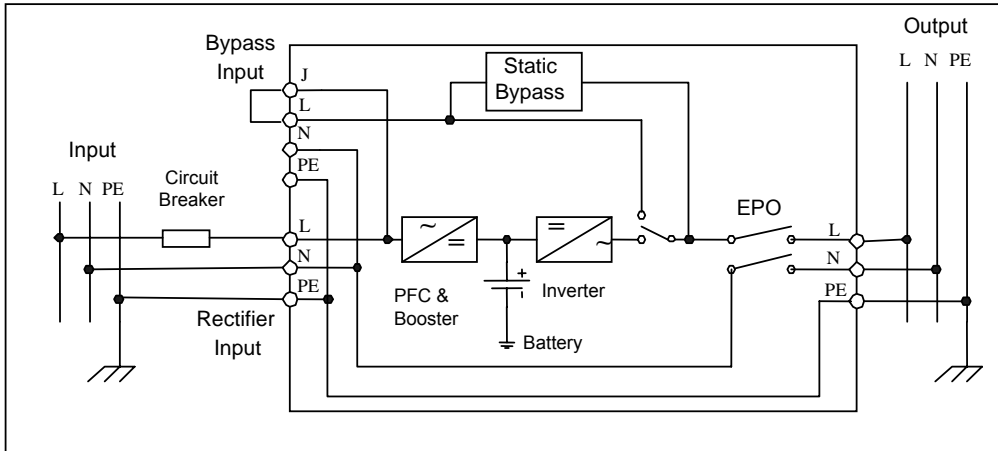 Bypass
Input
Output
L N PE
J
L
N
PE
Static
Bypass
Input
L N PE
Circuit
Breaker
L
N
PE
Rectifier
Input
~
=
PFC &
Booster
=
~
Inverter
+
-
Battery
EPO
L
N
PE